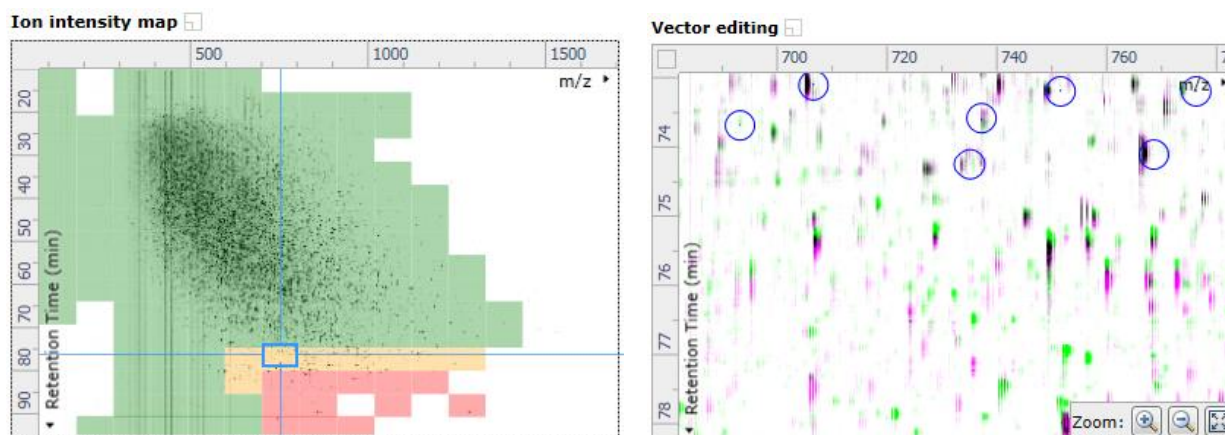 Ion intensity map
500 1000 1500
m/z
20
30
40
50
60
70
80
90
Retention Time (min)
Vector editing
700 720 740 760
m/z
74
75
76
77
78
Retention Time (min)
Zoom: